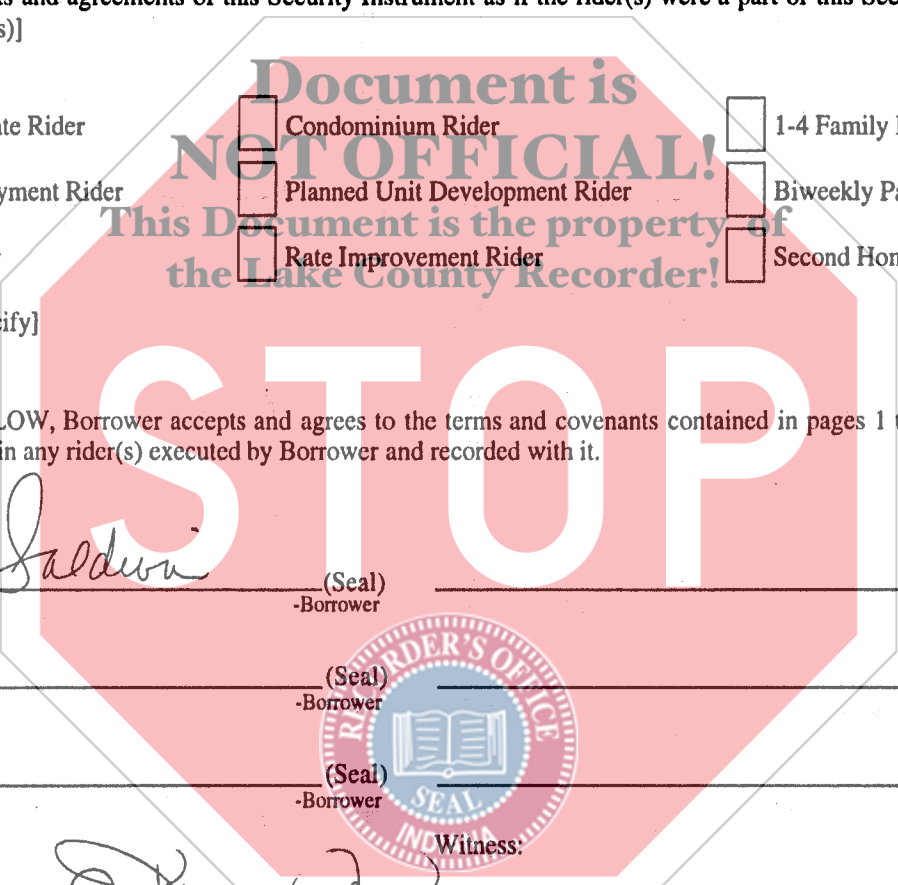 and agreements of this Security Instrument as if the rider(s) were a part of this Sec
s)]
Document is
te Rider Condominium Rider 1-4 Family
NOT OFFICIAL!
yment Rider Planned Unit Development Rider Biweekly Pa
This Document is the property of
Rate Improvement Rider Second Hom
the Lake County Recorder!
cify]
STOP
LOW, Borrower accepts and agrees to the terms and covenants contained in pages 1 t
in any rider(s) executed by Borrower and recorded with it.
(Seal)
-Borrower
RECORDER'S OFFICE
(Seal)
-Borrower
(Seal)
-Borrower
SEAL
INDIANA
Witness: